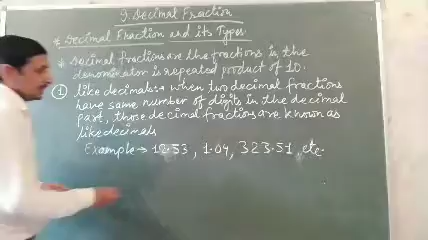 9. Decimal Fraction
* Decimal Fraction and its Types.
* Decimal fractions are the fractions in the
denominator is repeated product of 10.
① like decimals:→ when two decimal fractions
have same number of digits in the decimal
part, those decimal fractions are known as
like decimals
Example → 12.53, 1.04, 323.51, etc.